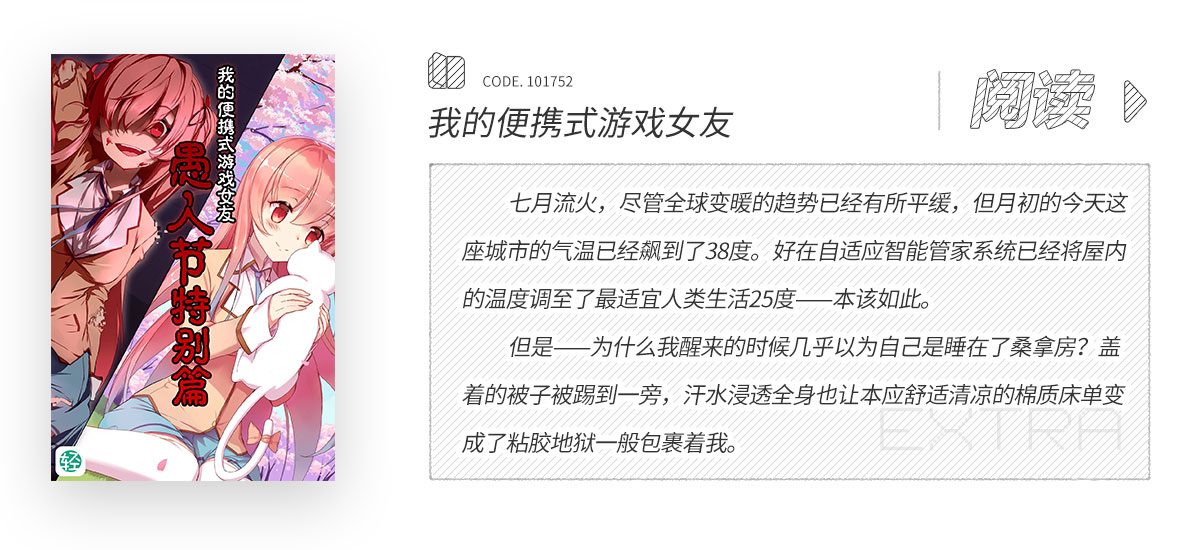 我的便携式游戏女友
愚人节特别篇
轻
CODE. 101752
我的便携式游戏女友
阅读
七月流火，尽管全球变暖的趋势已经有所平缓，但月初的今天这
座城市的气温已经飙到了38度。好在自适应智能管家系统已经将屋内
的温度调至了最适宜人类生活25度——本该如此。
但是——为什么我醒来的时候几乎以为自己是睡在了桑拿房？盖
着的被子被踢到一旁，汗水浸透全身也让本应舒适清凉的棉质床单变
成了粘胶地狱一般包裹着我。
EXTRA